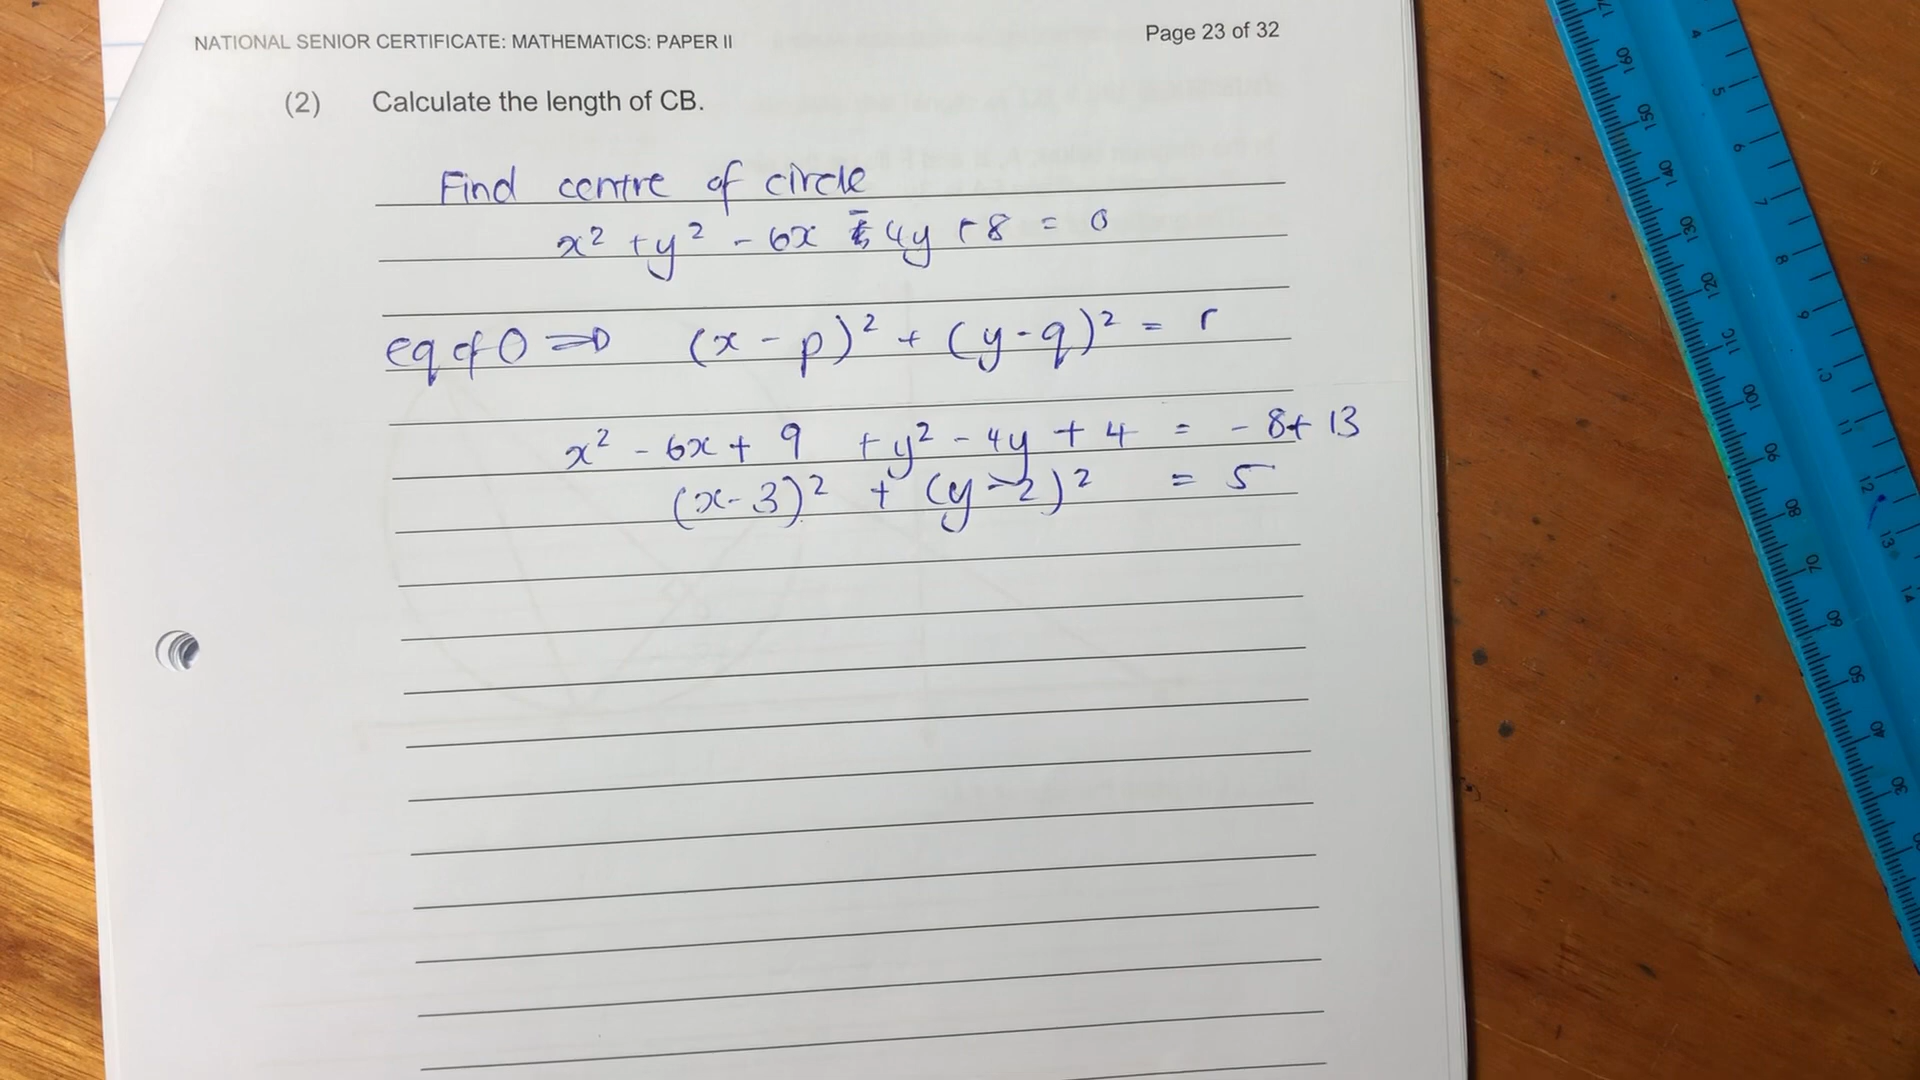 NATIONAL SENIOR CERTIFICATE: MATHEMATICS: PAPER II
Page 23 of 32
(2) Calculate the length of CB.
Find centre of circle
x² + y² - 6x - 4y + 8 = 0
eq of O ⇒ (x - p)² + (y - q)² = r
x² - 6x + 9 + y² - 4y + 4 = - 8 + 13
(x - 3)² + (y - 2)² = 5